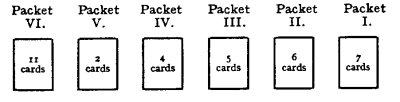 Packet Packet Packet Packet Packet Packet
VI. V. IV. III. II. I.
11 2 4 5 6 7
cards cards cards cards cards cards